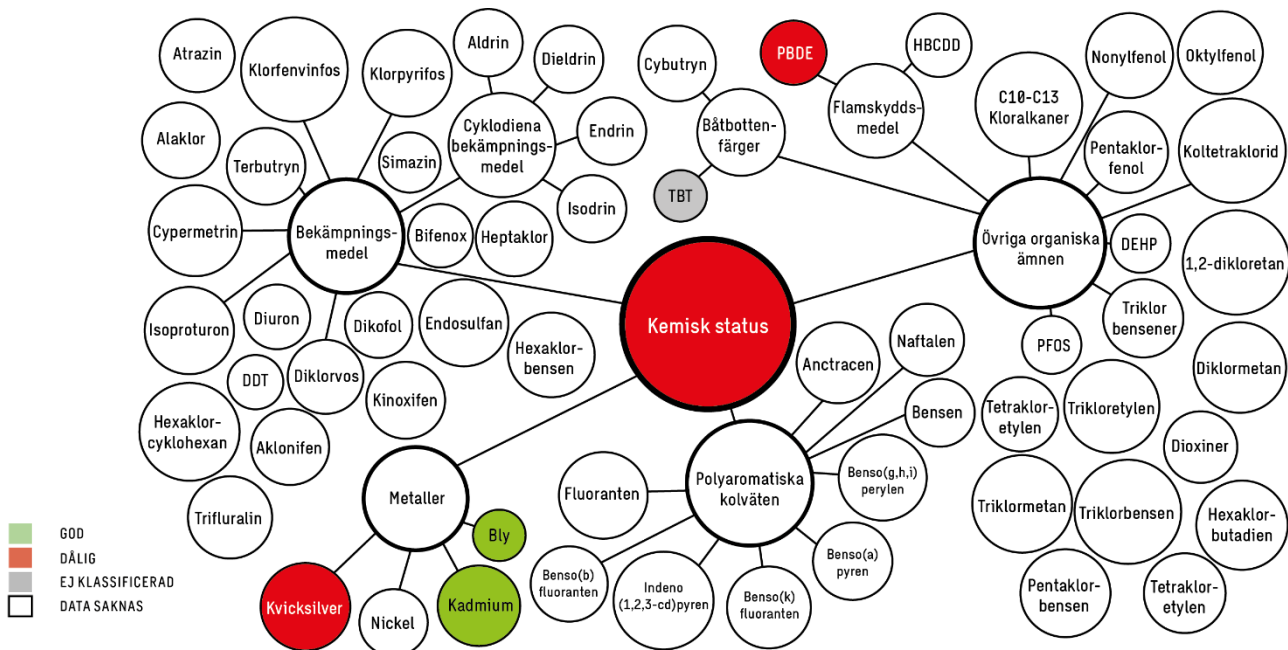 Atrazin
Klorfenvinfos
Klorpyrifos
Aldrin
Dieldrin
Alaklor
Terbutryn
Simazin
Cyklodiena
bekämpnings-
medel
Endrin
Isodrin
Cypermetrin
Bekämpnings-
medel
Bifenox
Heptaklor
Isoproturon
Diuron
Dikofol
Endosulfan
Hexaklor-
bensen
DDT
Diklorvos
Kinoxifen
Hexaklor-
cyklohexan
Aklonifen
Trifluralin
Cybutryn
PBDE
HBCDD
Båtbotten-
färger
Flamskydds-
medel
TBT
C10-C13
Kloralkaner
Nonylfenol
Oktylfenol
Pentaklor-
fenol
Koltetraklorid
Övriga organiska
ämnen
DEHP
1,2-dikloretan
Triklor
bensener
PFOS
Diklormetan
Kemisk status
Anctracen
Naftalen
Bensen
Tetraklor-
etylen
Trikloretylen
Dioxiner
Triklormetan
Triklorbensen
Hexaklor-
butadien
Pentaklor-
bensen
Tetraklor-
etylen
Metaller
Bly
Kvicksilver
Nickel
Kadmium
Polyaromatiska
kolväten
Fluoranten
Benso(g,h,i)
perylen
Benso(a)
pyren
Benso(b)
fluoranten
Indeno
(1,2,3-cd)pyren
Benso(k)
fluoranten
GOD
DÅLIG
EJ KLASSIFICERAD
DATA SAKNAS